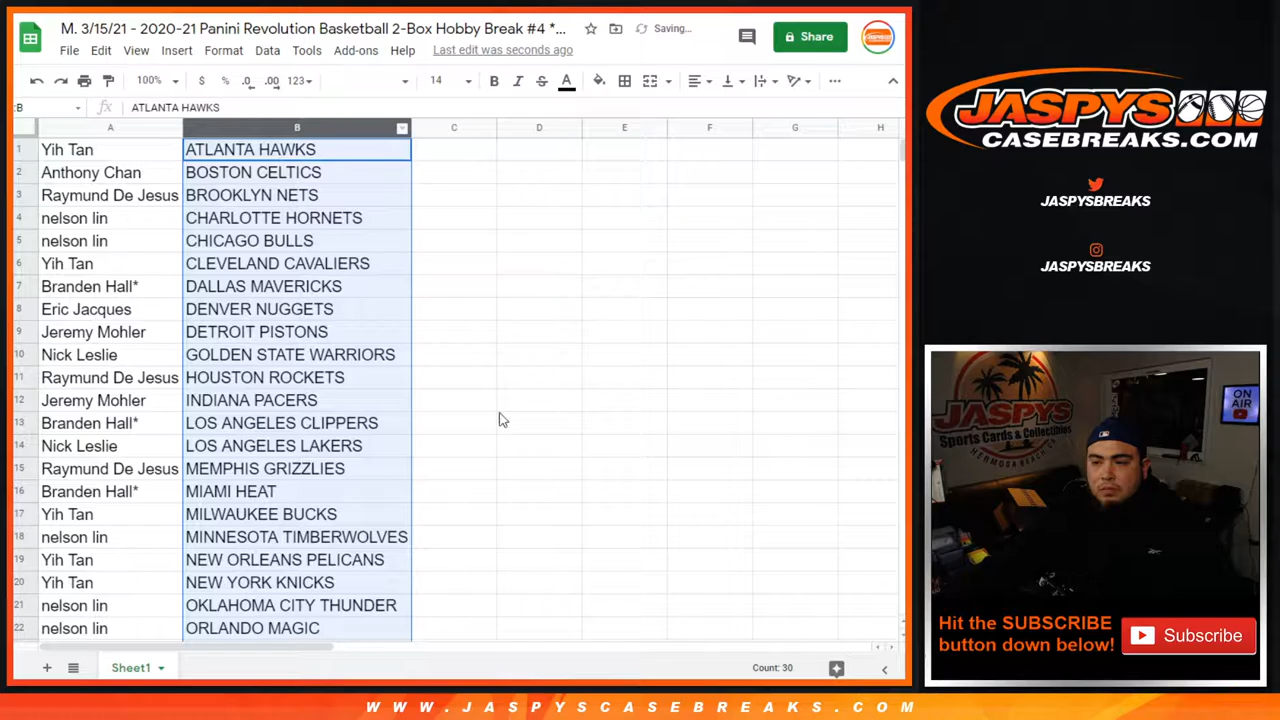 M. 3/15/21 - 2020-21 Panini Revolution Basketball 2-Box Hobby Break #4 *...
Saving...
Share
File Edit View Insert Format Data Tools Add-ons Help Last edit was seconds ago
100% $ % .0 .00 123 14 B I S A
:B fx ATLANTA HAWKS
A B C D E F G H
1 Yih Tan ATLANTA HAWKS
2 Anthony Chan BOSTON CELTICS
3 Raymund De Jesus BROOKLYN NETS
4 nelson lin CHARLOTTE HORNETS
5 nelson lin CHICAGO BULLS
6 Yih Tan CLEVELAND CAVALIERS
7 Branden Hall* DALLAS MAVERICKS
8 Eric Jacques DENVER NUGGETS
9 Jeremy Mohler DETROIT PISTONS
10 Nick Leslie GOLDEN STATE WARRIORS
11 Raymund De Jesus HOUSTON ROCKETS
12 Jeremy Mohler INDIANA PACERS
13 Branden Hall* LOS ANGELES CLIPPERS
14 Nick Leslie LOS ANGELES LAKERS
15 Raymund De Jesus MEMPHIS GRIZZLIES
16 Branden Hall* MIAMI HEAT
17 Yih Tan MILWAUKEE BUCKS
18 nelson lin MINNESOTA TIMBERWOLVES
19 Yih Tan NEW ORLEANS PELICANS
20 Yih Tan NEW YORK KNICKS
21 nelson lin OKLAHOMA CITY THUNDER
22 nelson lin ORLANDO MAGIC
Sheet1
Count: 30
JASPYS
CASEBREAKS.COM
JASPYSBREAKS
JASPYSBREAKS
JASPYS
Sports Cards & Collectibles
HERMOSA BEACH
ON AIR
Hit the SUBSCRIBE
button down below!
Subscribe
WWW.JASPYSCASEBREAKS.COM